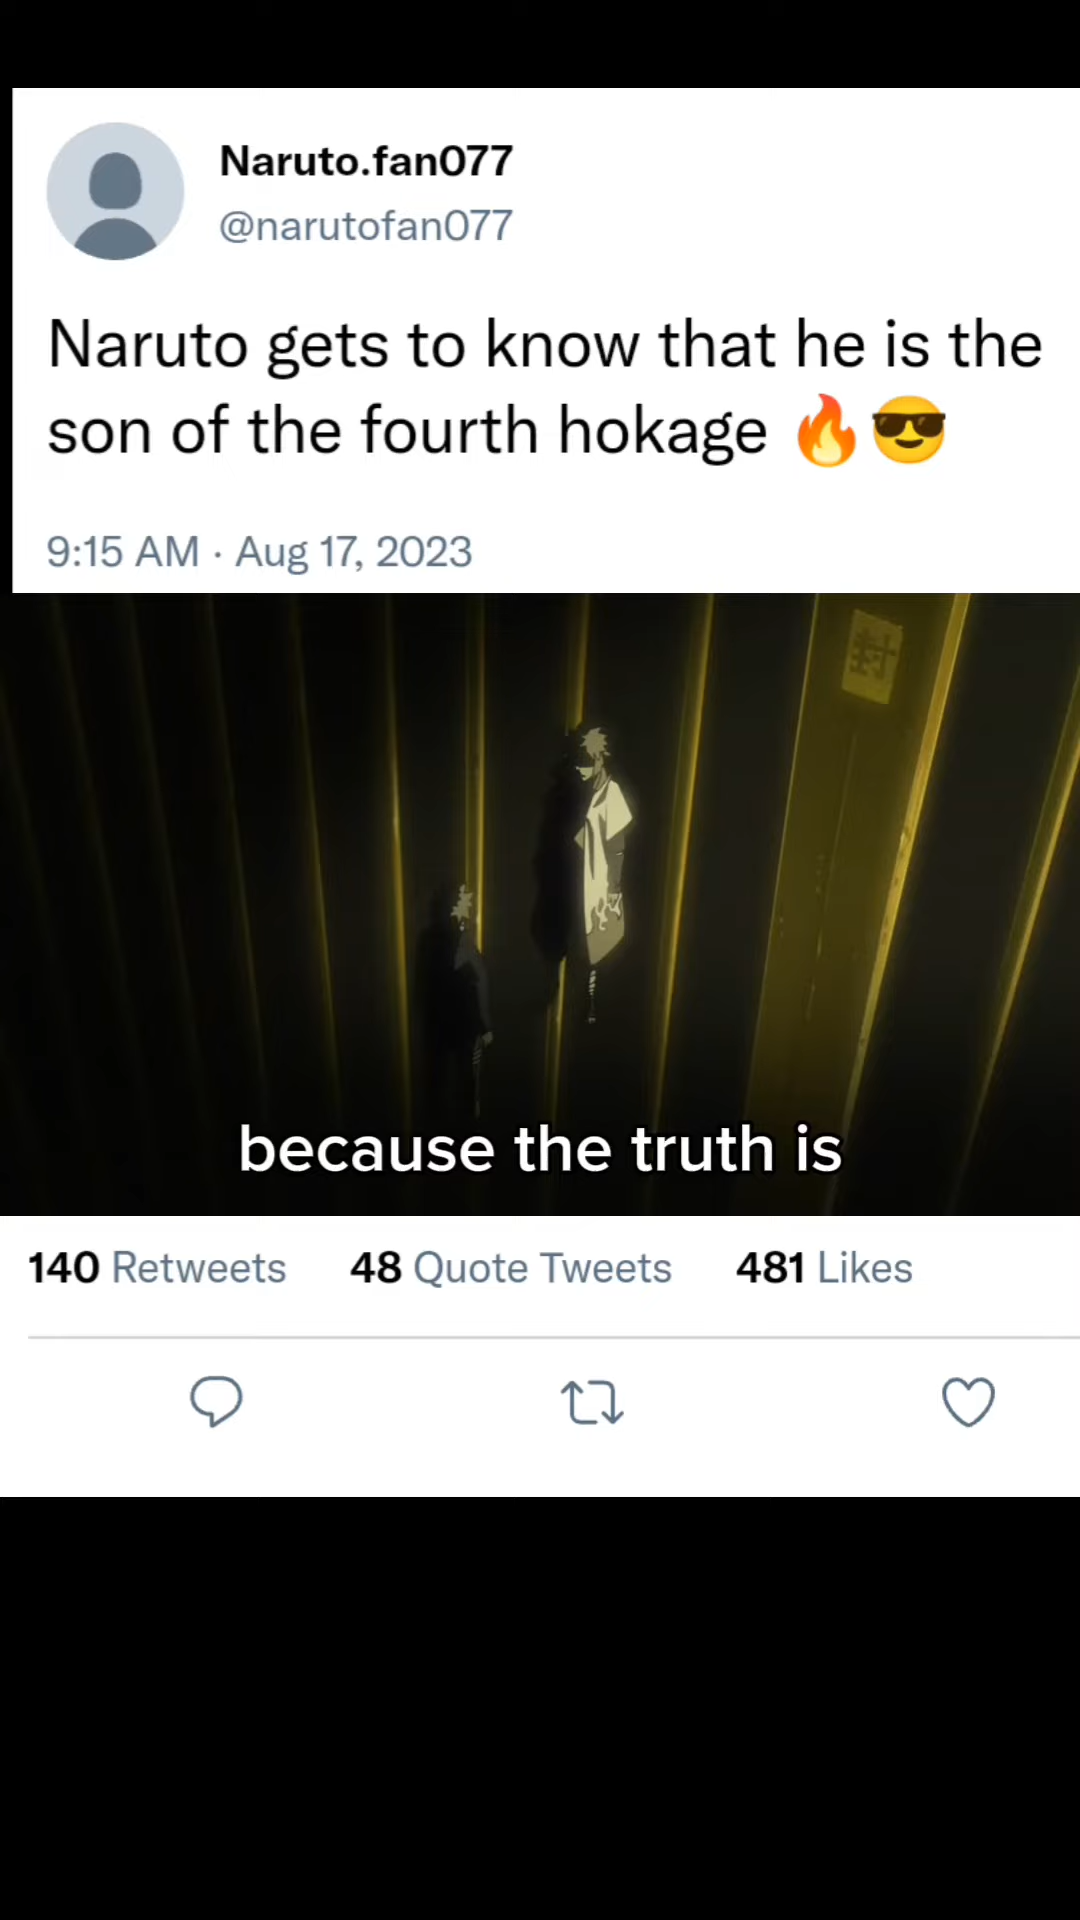 Naruto.fan077
@narutofan077
Naruto gets to know that he is the
son of the fourth hokage 🔥😎
9:15 AM · Aug 17, 2023
封
because the truth is
140 Retweets 48 Quote Tweets 481 Likes